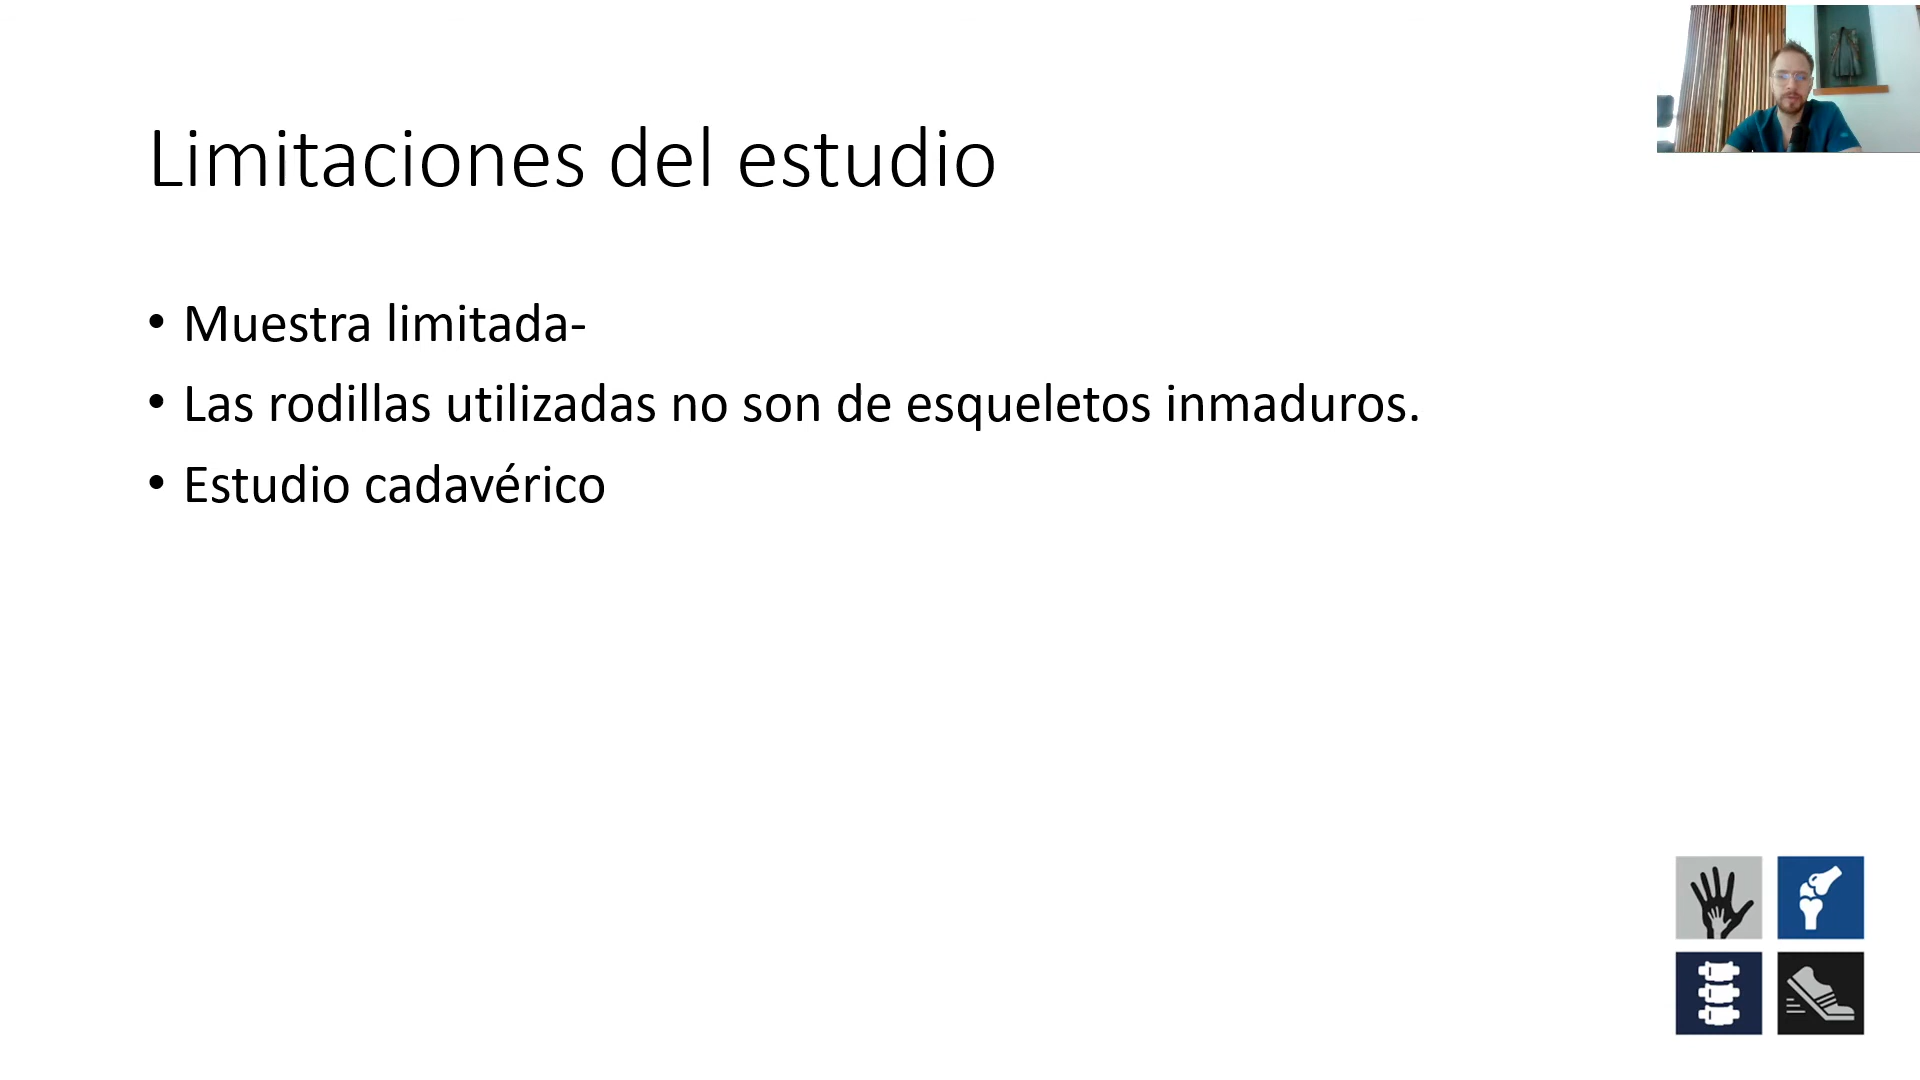 Limitaciones del estudio
• Muestra limitada-
• Las rodillas utilizadas no son de esqueletos inmaduros.
• Estudio cadavérico